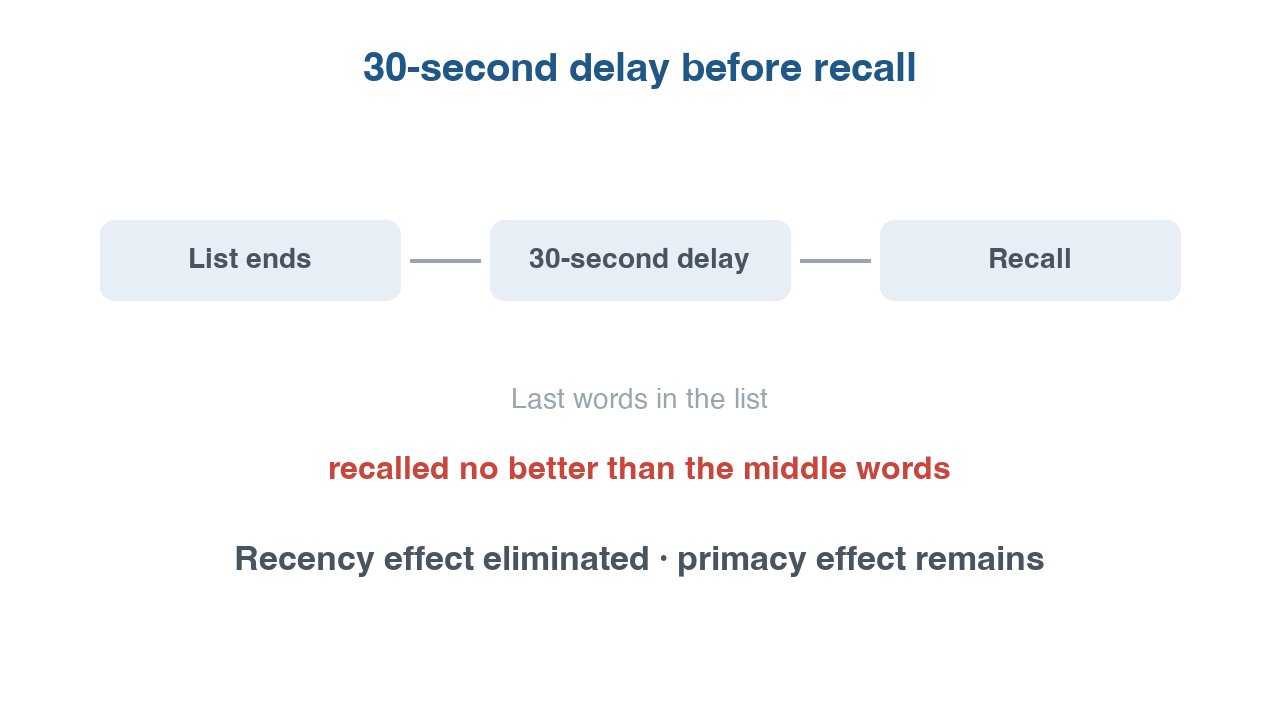 30-second delay before recall
List ends
30-second delay
Recall
Last words in the list
recalled no better than the middle words
Recency effect eliminated · primacy effect remains